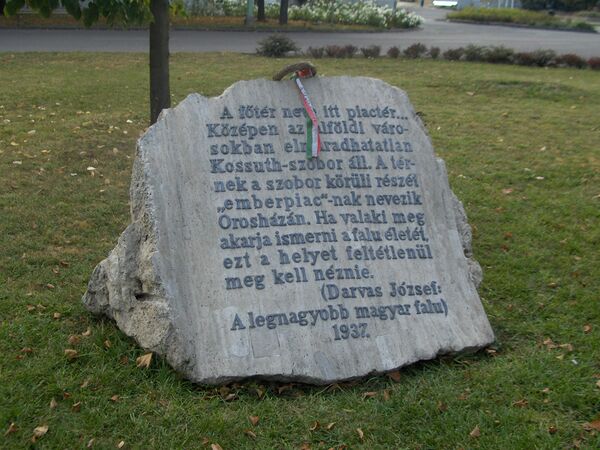 A főtér neve itt piactér...
Középen az alföldi váro-
sokban elmaradhatatlan
Kossuth-szobor áll. A tér-
nek a szobor körüli részét
„emberpiac“-nak nevezik
Orosházán. Ha valaki meg
akarja ismerni a falu életét,
ezt a helyet feltétlenül
meg kell néznie.
(Darvas József:
A legnagyobb magyar falu)
1937.